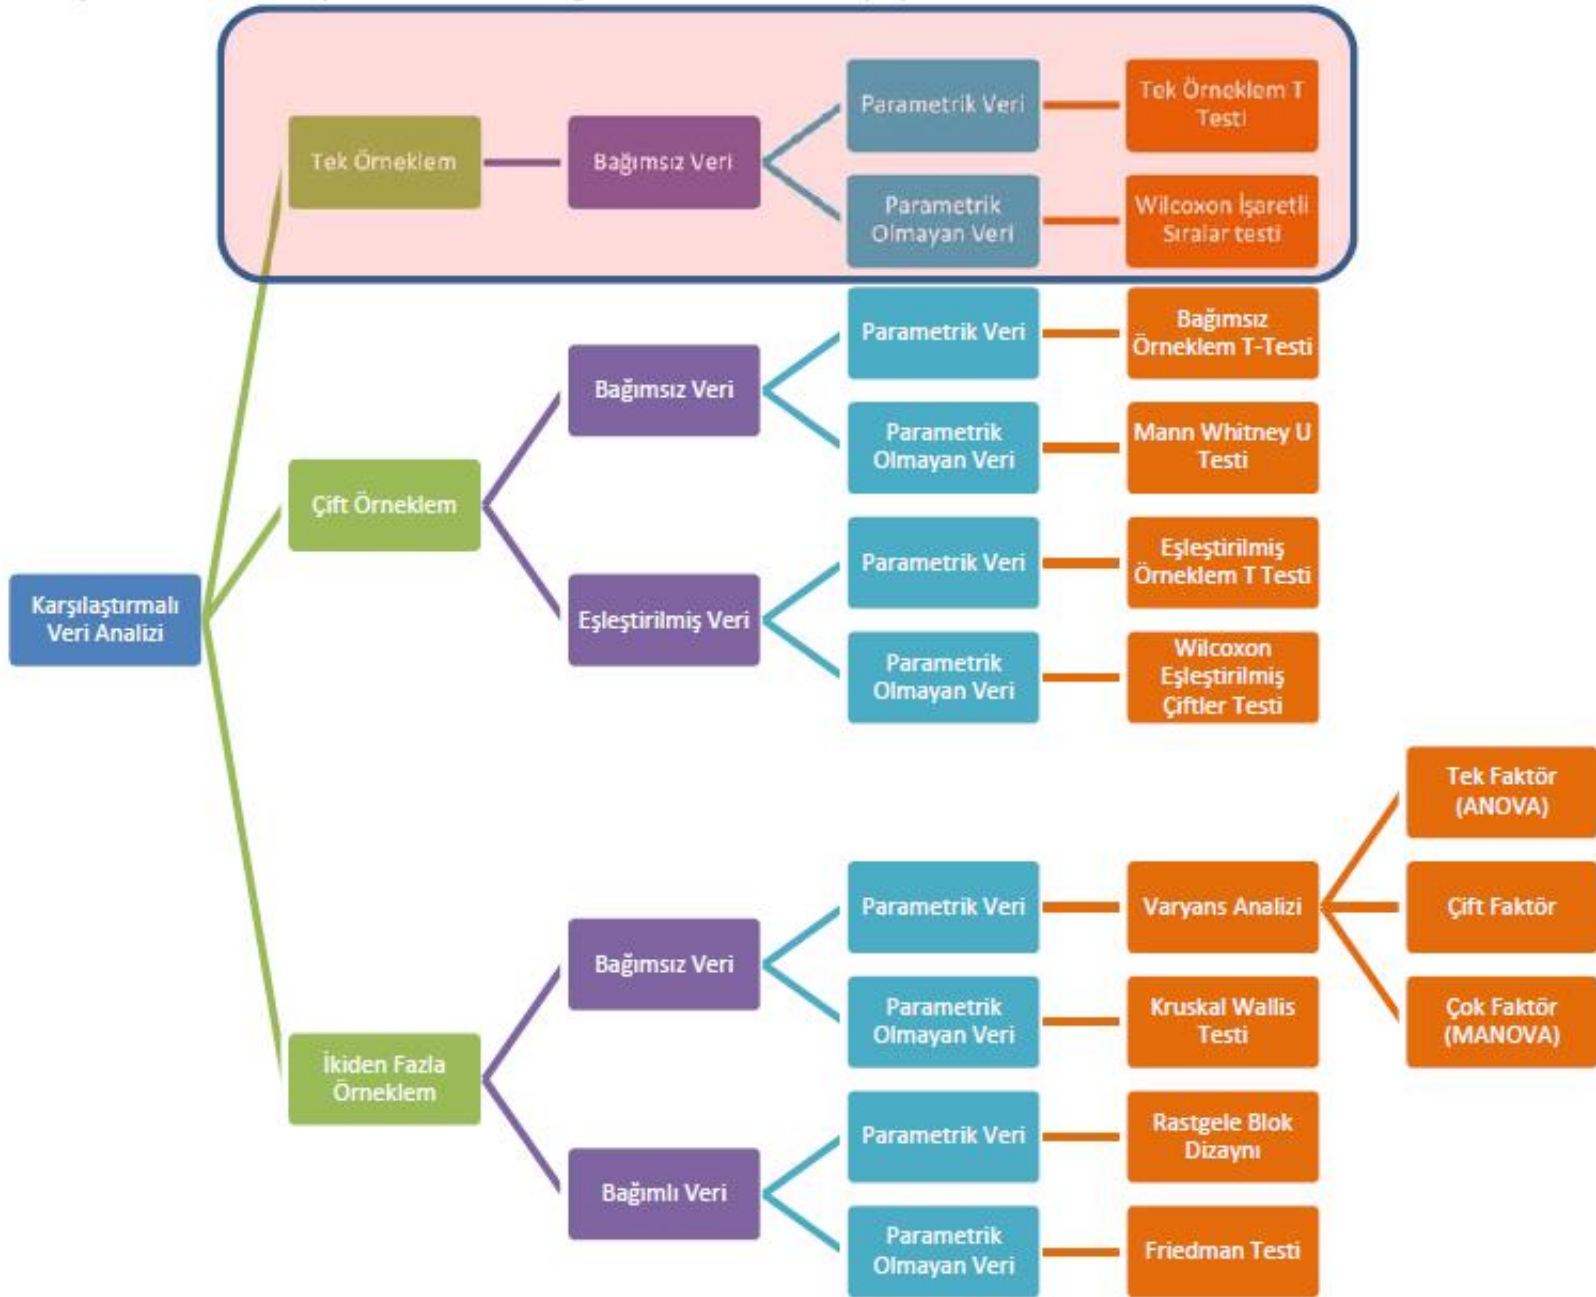 Tek Örneklem
Bağımsız Veri
Parametrik Veri
Tek Örneklem T
Testi
Parametrik
Olmayan Veri
Wilcoxon İşaretli
Sıralar testi
Karşılaştırmalı
Veri Analizi
Çift Örneklem
Bağımsız Veri
Parametrik Veri
Bağımsız
Örneklem T-Testi
Parametrik
Olmayan Veri
Mann Whitney U
Testi
Eşleştirilmiş Veri
Parametrik Veri
Eşleştirilmiş
Örneklem T Testi
Parametrik
Olmayan Veri
Wilcoxon
Eşleştirilmiş
Çiftler Testi
İkiden Fazla
Örneklem
Bağımsız Veri
Parametrik Veri
Varyans Analizi
Tek Faktör
(ANOVA)
Çift Faktör
Çok Faktör
(MANOVA)
Parametrik
Olmayan Veri
Kruskal Wallis
Testi
Bağımlı Veri
Parametrik Veri
Rastgele Blok
Dizaynı
Parametrik
Olmayan Veri
Friedman Testi